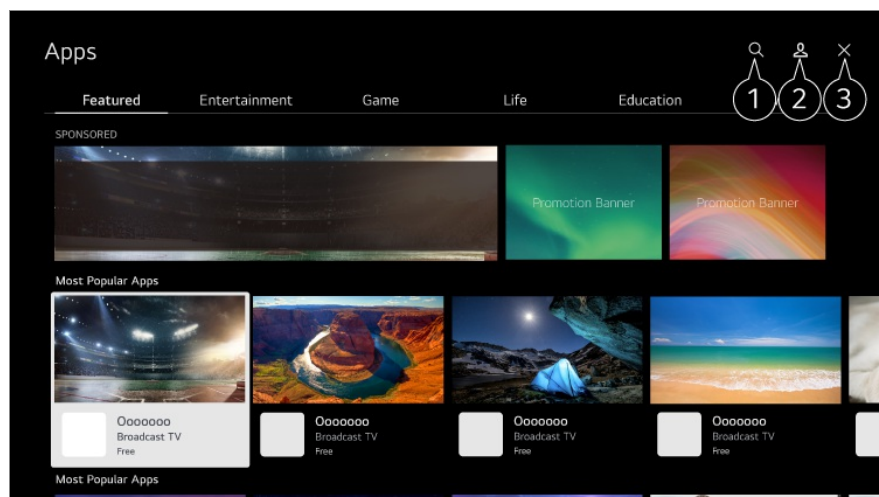 Apps
1 2 3
Featured Entertainment Game Life Education
SPONSORED
Promotion Banner Promotion Banner
Most Popular Apps
Ooooooo Ooooooo Ooooooo Ooooooo
Broadcast TV Broadcast TV Broadcast TV Broadcast TV
Free Free Free Free
Most Popular Apps